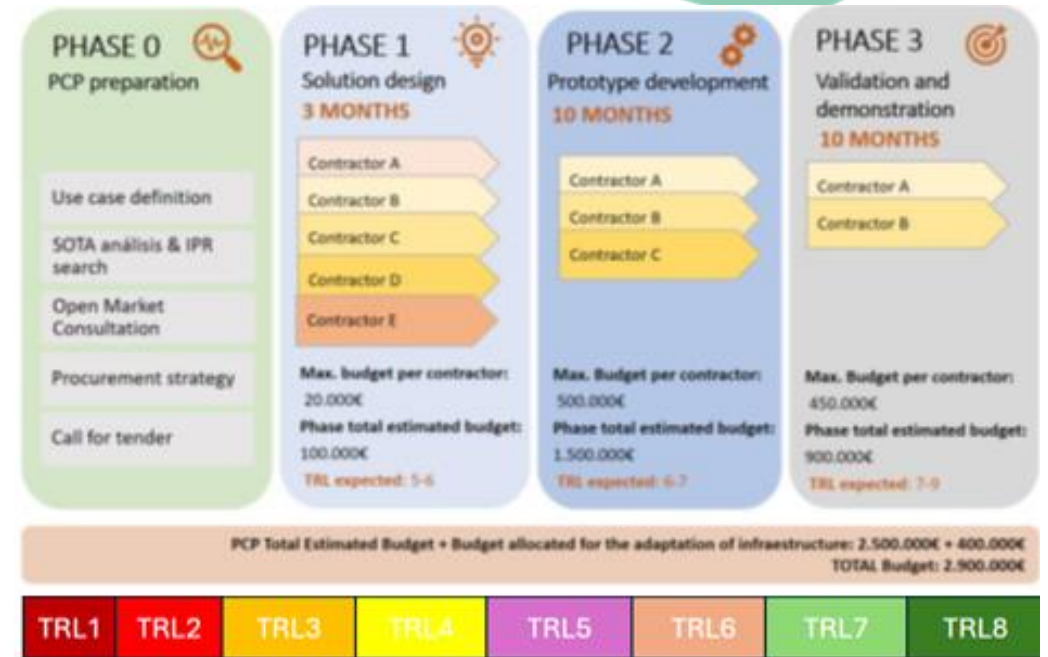 PHASE 0
PCP preparation
Use case definition
SOTA análisis & IPR
search
Open Market
Consultation
Procurement strategy
Call for tender
PHASE 1
Solution design
3 MONTHS
Contractor A
Contractor B
Contractor C
Contractor D
Contractor E
Max. budget per contractor:
20.000€
Phase total estimated budget:
100.000€
TRL expected: 5-6
PHASE 2
Prototype development
10 MONTHS
Contractor A
Contractor B
Contractor C
Max. Budget per contractor:
500.000€
Phase total estimated budget:
1.500.000€
TRL expected: 6-7
PHASE 3
Validation and
demonstration
10 MONTHS
Contractor A
Contractor B
Max. Budget per contractor:
450.000€
Phase total estimated budget:
900.000€
TRL expected: 7-9
PCP Total Estimated Budget + Budget allocated for the adaptation of infraestructure: 2.500.000€ + 400.000€
TOTAL Budget: 2.900.000€
TRL1 TRL2 TRL3 TRL4 TRL5 TRL6 TRL7 TRL8